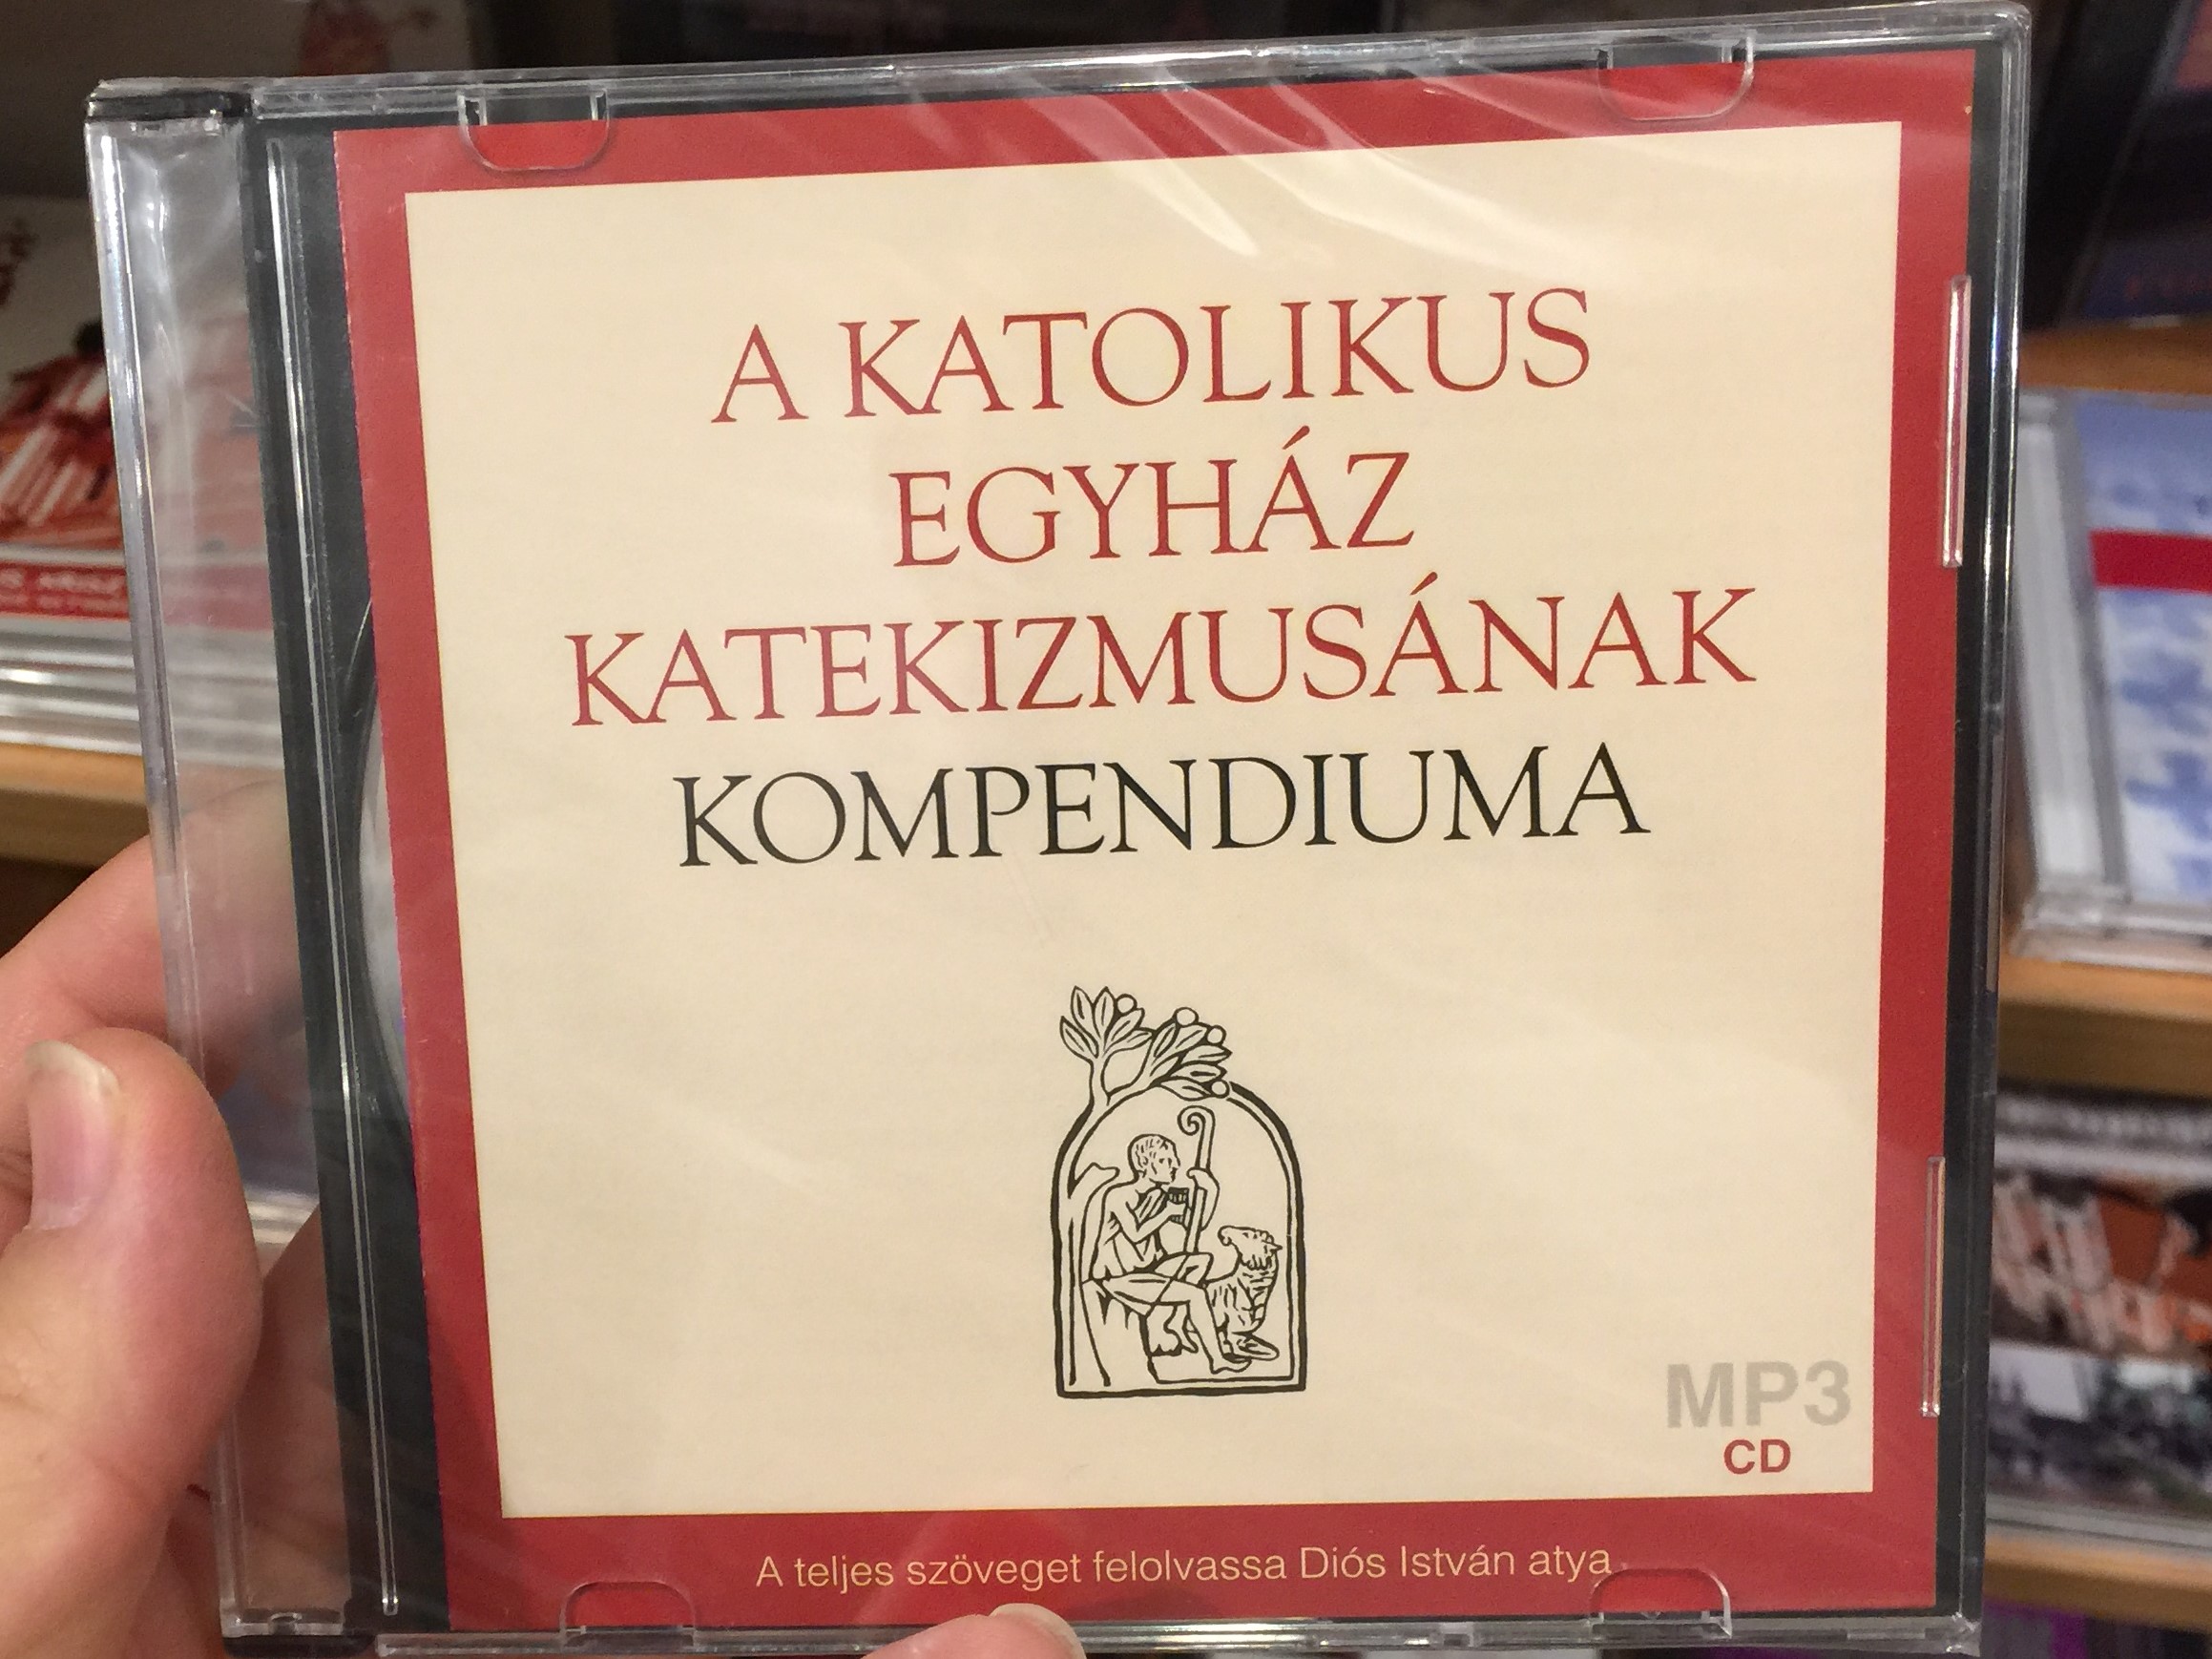 A KATOLIKUS
EGYHÁZ
KATEKIZMUSÁNAK
KOMPENDIUMA
MP3
CD
A teljes szöveget felolvassa Diós István atya